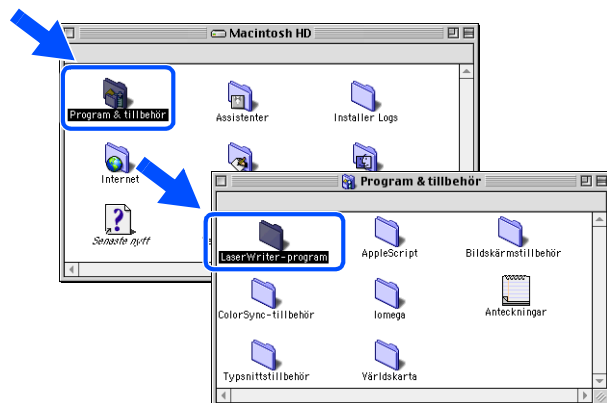 Macintosh HD
Program & tillbehör
Assistenter
Installer Logs
Internet
Senaste nytt
Program & tillbehör
LaserWriter-program
AppleScript
Bildskärmstillbehör
ColorSync-tillbehör
Iomega
Anteckningar
Typsnittstillbehör
Världskarta